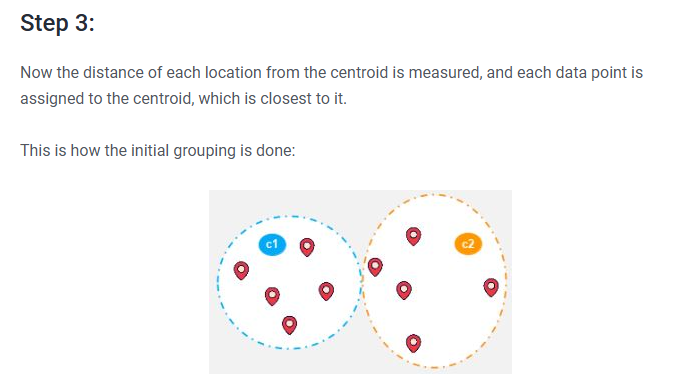 Step 3:
Now the distance of each location from the centroid is measured, and each data point is
assigned to the centroid, which is closest to it.
This is how the initial grouping is done:
c1
c2